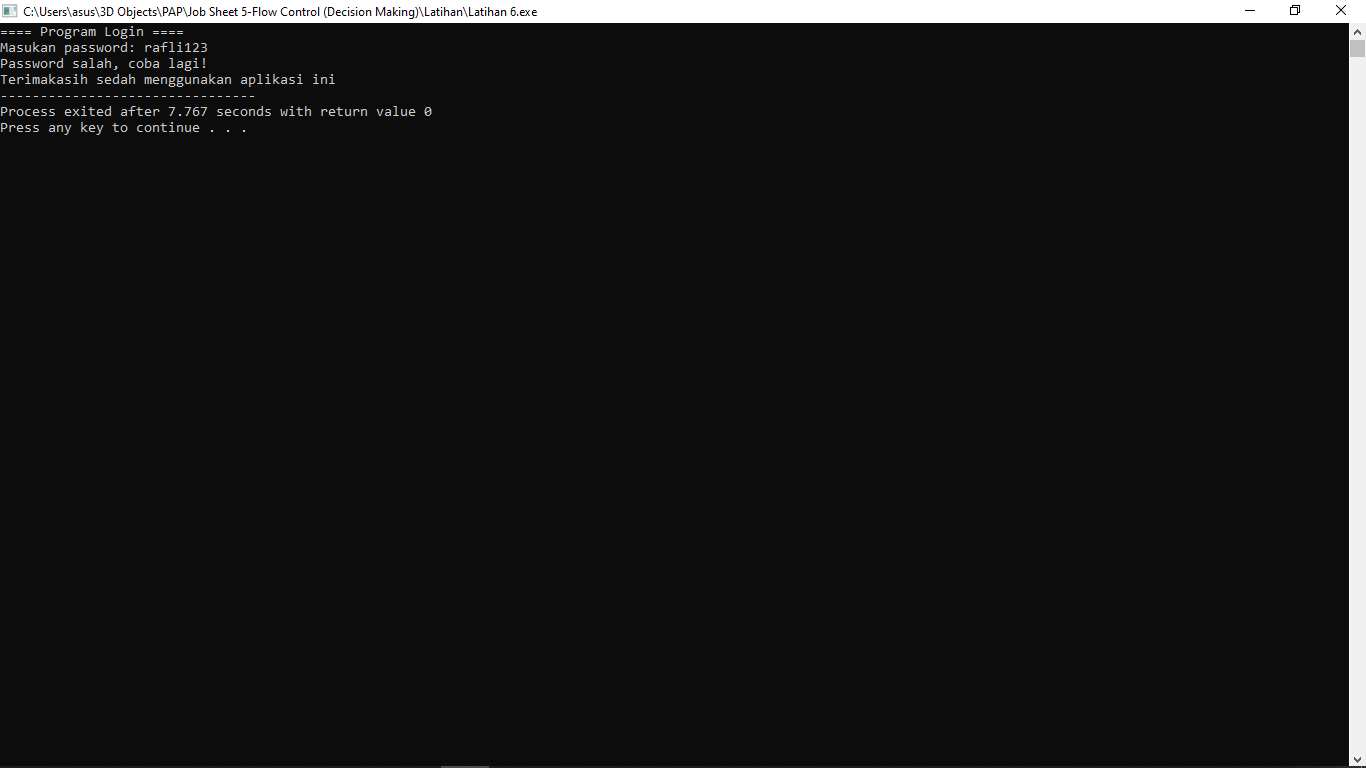 C:\Users\asus\3D Objects\PAP\Job Sheet 5-Flow Control (Decision Making)\Latihan\Latihan 6.exe
==== Program Login ====
Masukan password: rafli123
Password salah, coba lagi!
Terimakasih sedah menggunakan aplikasi ini
--------------------------------
Process exited after 7.767 seconds with return value 0
Press any key to continue . . .